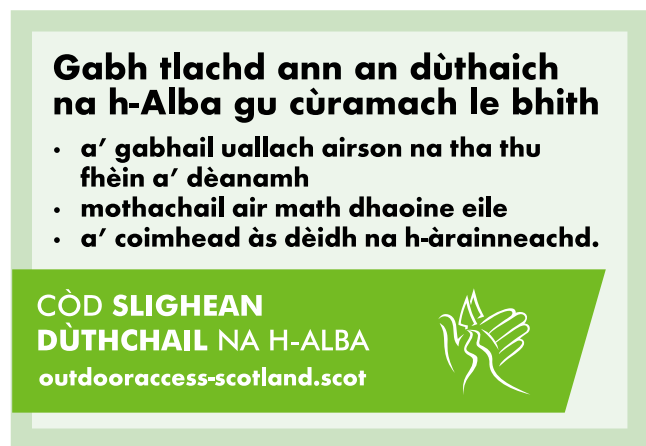 Gabh tlachd ann an dùthaich
na h-Alba gu cùramach le bhith
• a’ gabhail uallach airson na tha thu
fhèin a’ dèanamh
• mothachail air math dhaoine eile
• a’ coimhead às dèidh na h-àrainneachd.
CÒD SLIGHEAN
DÙTHCHAIL NA H-ALBA
outdooraccess-scotland.scot